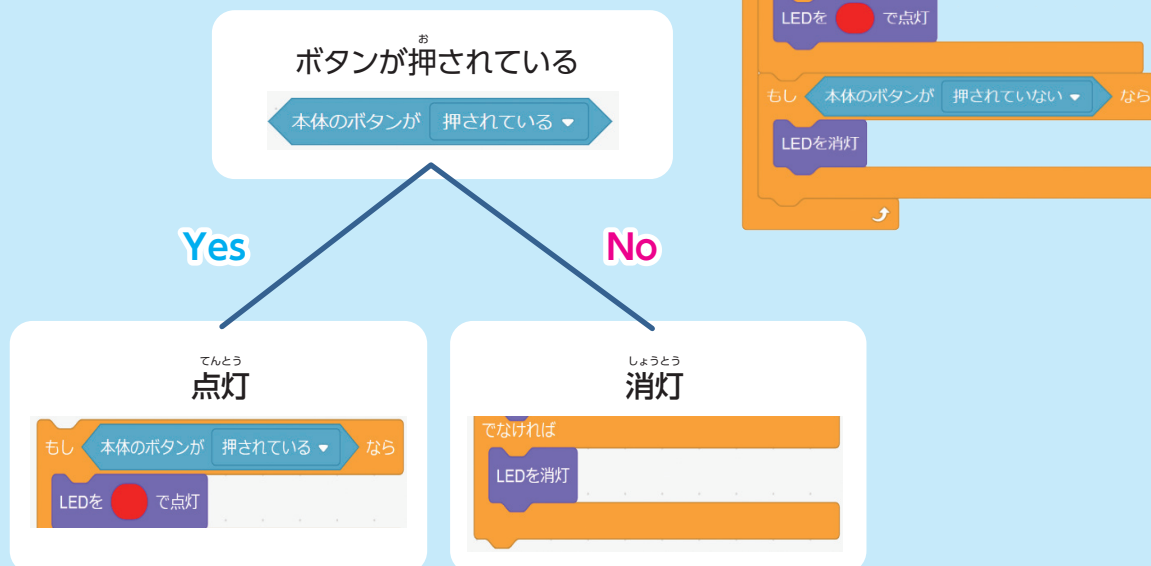 お
ボタンが押されている
本体のボタンが 押されている
Yes
No
てんとう
点灯
もし 本体のボタンが 押されている なら
LEDを で点灯
しょうとう
消灯
でなければ
LEDを消灯
LEDを で点灯
もし 本体のボタンが 押されていない なら
LEDを消灯